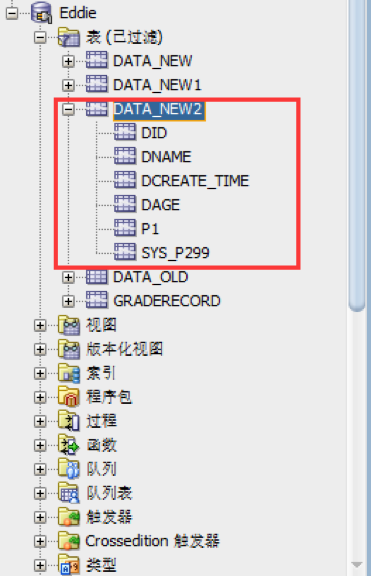 Eddie
表 (已过滤)
DATA_NEW
DATA_NEW1
DATA_NEW2
DID
DNAME
DCREATE_TIME
DAGE
P1
SYS_P299
DATA_OLD
GRADERECORD
视图
版本化视图
索引
程序包
过程
函数
队列
队列表
触发器
Crossedition 触发器
类型